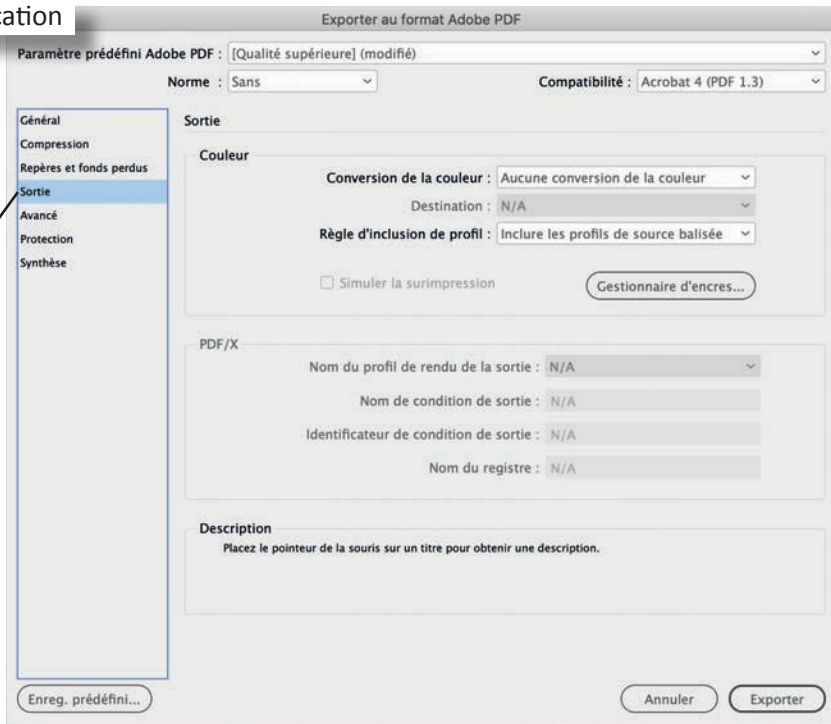 Exporter au format Adobe PDF
Paramètre prédéfini Adobe PDF : [Qualité supérieure] (modifié)
Norme : Sans Compatibilité : Acrobat 4 (PDF 1.3)
Général
Compression
Repères et fonds perdus
Sortie
Avancé
Protection
Synthèse
Sortie
Couleur
Conversion de la couleur : Aucune conversion de la couleur
Destination : N/A
Règle d'inclusion de profil : Inclure les profils de source balisée
Simuler la surimpression Gestionnaire d'encres...
PDF/X
Nom du profil de rendu de la sortie : N/A
Nom de condition de sortie : N/A
Identificateur de condition de sortie : N/A
Nom du registre : N/A
Description
Placez le pointeur de la souris sur un titre pour obtenir une description.
Enreg. prédéfini... Annuler Exporter